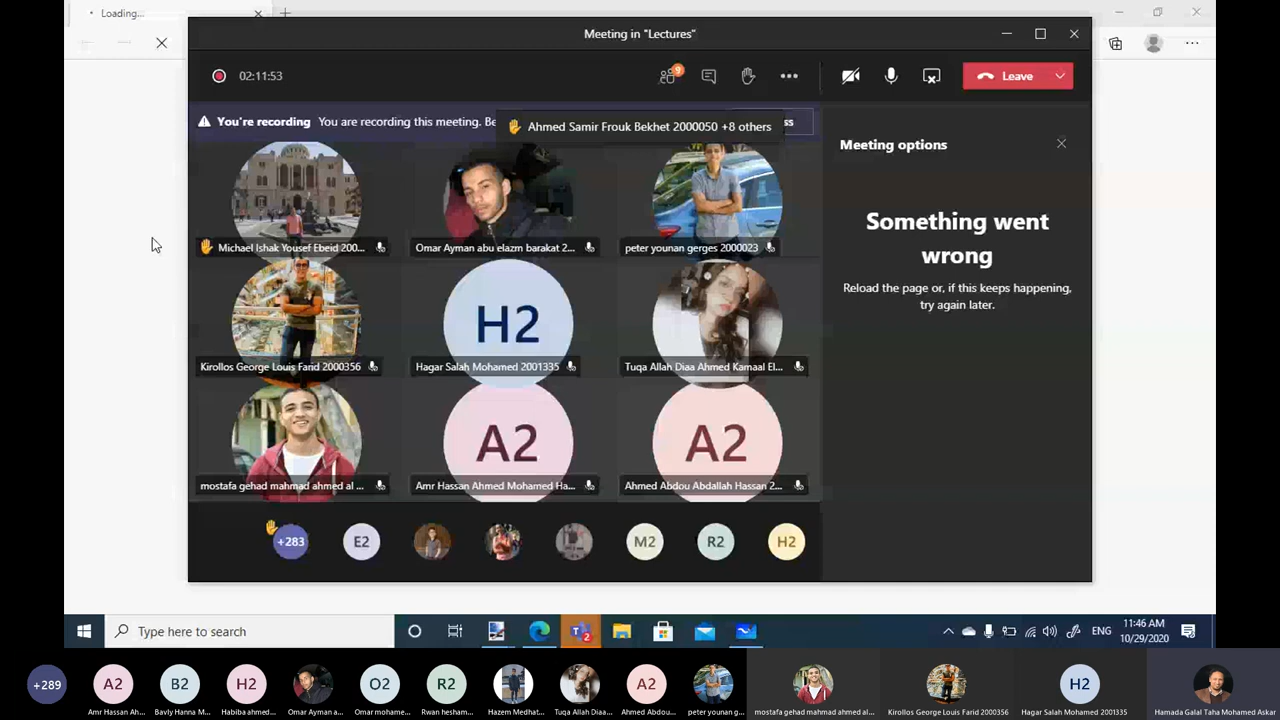 Loading...
Meeting in "Lectures"
02:11:53
9
Leave
You're recording You are recording this meeting. Be
ss
Ahmed Samir Frouk Bekhet 2000050 +8 others
Meeting options
Something went
wrong
Reload the page or, if this keeps happening,
try again later.
Michael Ishak Yousef Ebeid 200...
Omar Ayman abu elazm barakat 2...
peter younan gerges 2000023
H2
Kirollos George Louis Farid 2000356
Hagar Salah Mohamed 2001335
Tuqa Allah Diaa Ahmed Kamaal El...
A2
A2
mostafa gehad mahmad ahmed al ...
Amr Hassan Ahmed Mohamed Ha...
Ahmed Abdou Abdallah Hassan 2...
+283
E2
M2
R2
H2
Type here to search
2
ENG
11:46 AM
10/29/2020
+289
A2
B2
H2
O2
R2
A2
H2
Amr Hassan Ah...
Bavly Hanna M...
Habiba ahmed...
Omar Ayman a...
Omar mohame...
Rwan hesham...
Hazem Medhat...
Tuqa Allah Diaa...
Ahmed Abdou...
peter younan g...
mostafa gehad mahmad ahmed al...
Kirollos George Louis Farid 2000356
Hagar Salah Mohamed 2001335
Hamada Galal Taha Mohamed Askar